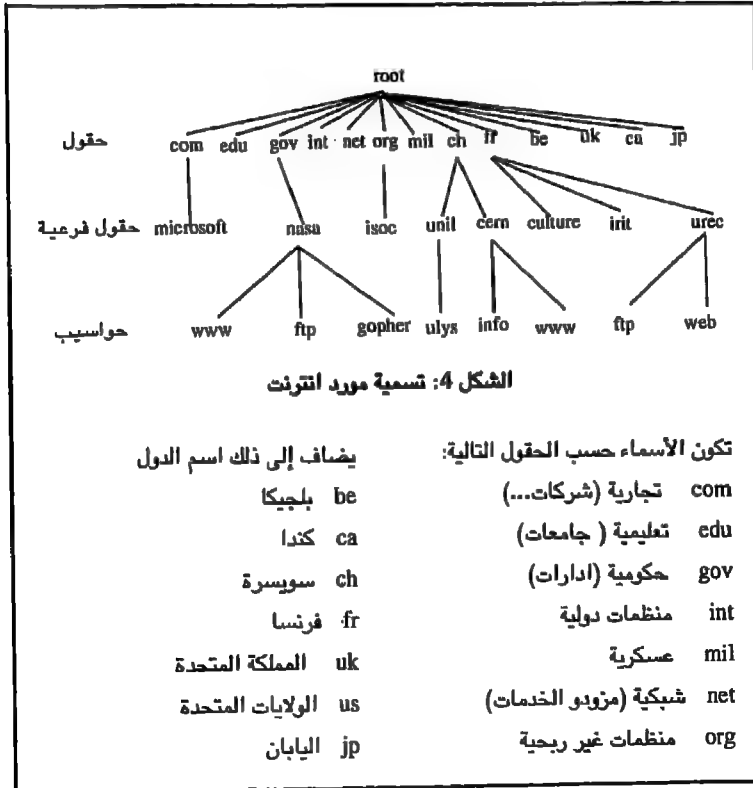 root
حقول com edu gov int net org mil ch fr be uk ca jp
حقول فرعية microsoft nasa isoc unil cern culture irit urec
حواسيب www ftp gopher ulys info www ftp web
الشكل 4: تسمية مورد انترنت
تكون الأسماء حسب الحقول التالية:
com تجارية (شركات...)
edu تعليمية ( جامعات)
gov حكومية (ادارات)
int منظمات دولية
mil عسكرية
net شبكية (مزودو الخدمات)
org منظمات غير ربحية
يضاف إلى ذلك اسم الدول
be بلجيكا
ca كندا
ch سويسرة
fr فرنسا
uk المملكة المتحدة
us الولايات المتحدة
jp اليابان